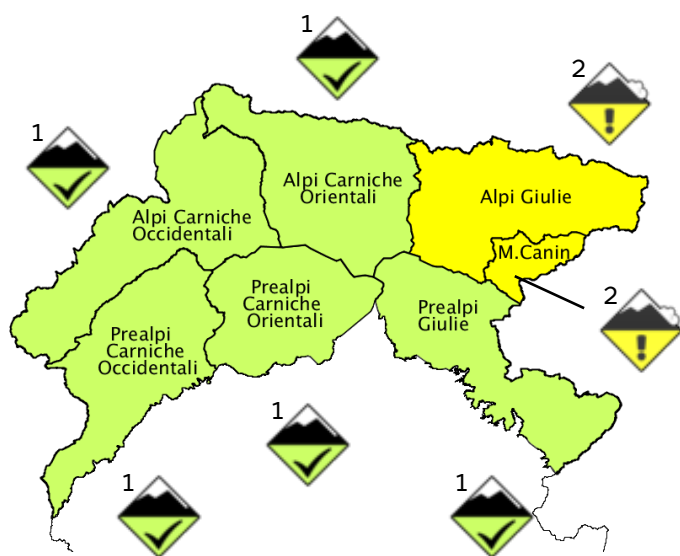 1
2
1
Alpi Carniche
Orientali
Alpi Giulie
Alpi Carniche
Occidentali
M.Canin
Prealpi
Carniche
Orientali
Prealpi
Giulie
2
Prealpi
Carniche
Occidentali
1
1
1